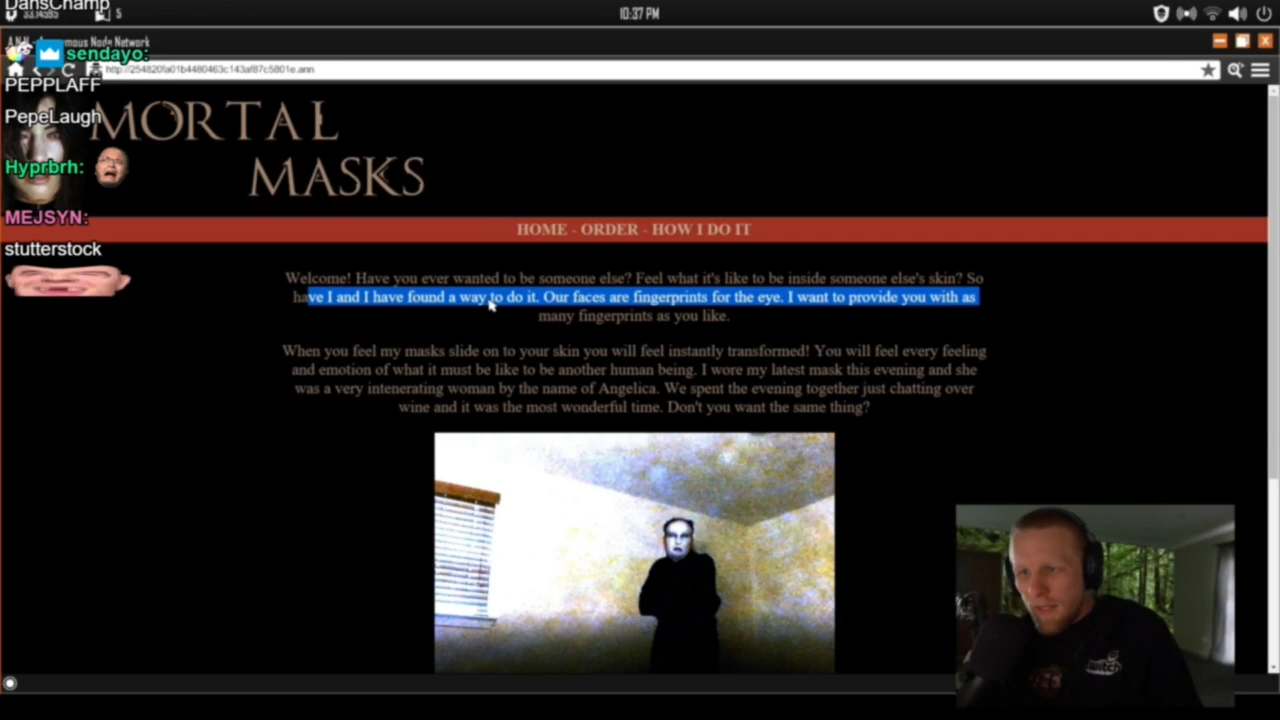 DansChamp
33.14595
5
10:37 PM
sendayo:
http://254820fa01b4480463c143af87c5801e.ann
PEPPLAFF
PepeLaugh
MORTAL
MASKS
Hyprbrh:
MEJSYN:
stutterstock
HOME - ORDER - HOW I DO IT
Welcome! Have you ever wanted to be someone else? Feel what it's like to be inside someone else's skin? So
have I and I have found a way to do it. Our faces are fingerprints for the eye. I want to provide you with as
many fingerprints as you like.
When you feel my masks slide on to your skin you will feel instantly transformed! You will feel every feeling
and emotion of what it must be like to be another human being. I wore my latest mask this evening and she
was a very intenerating woman by the name of Angelica. We spent the evening together just chatting over
wine and it was the most wonderful time. Don't you want the same thing?
twitch